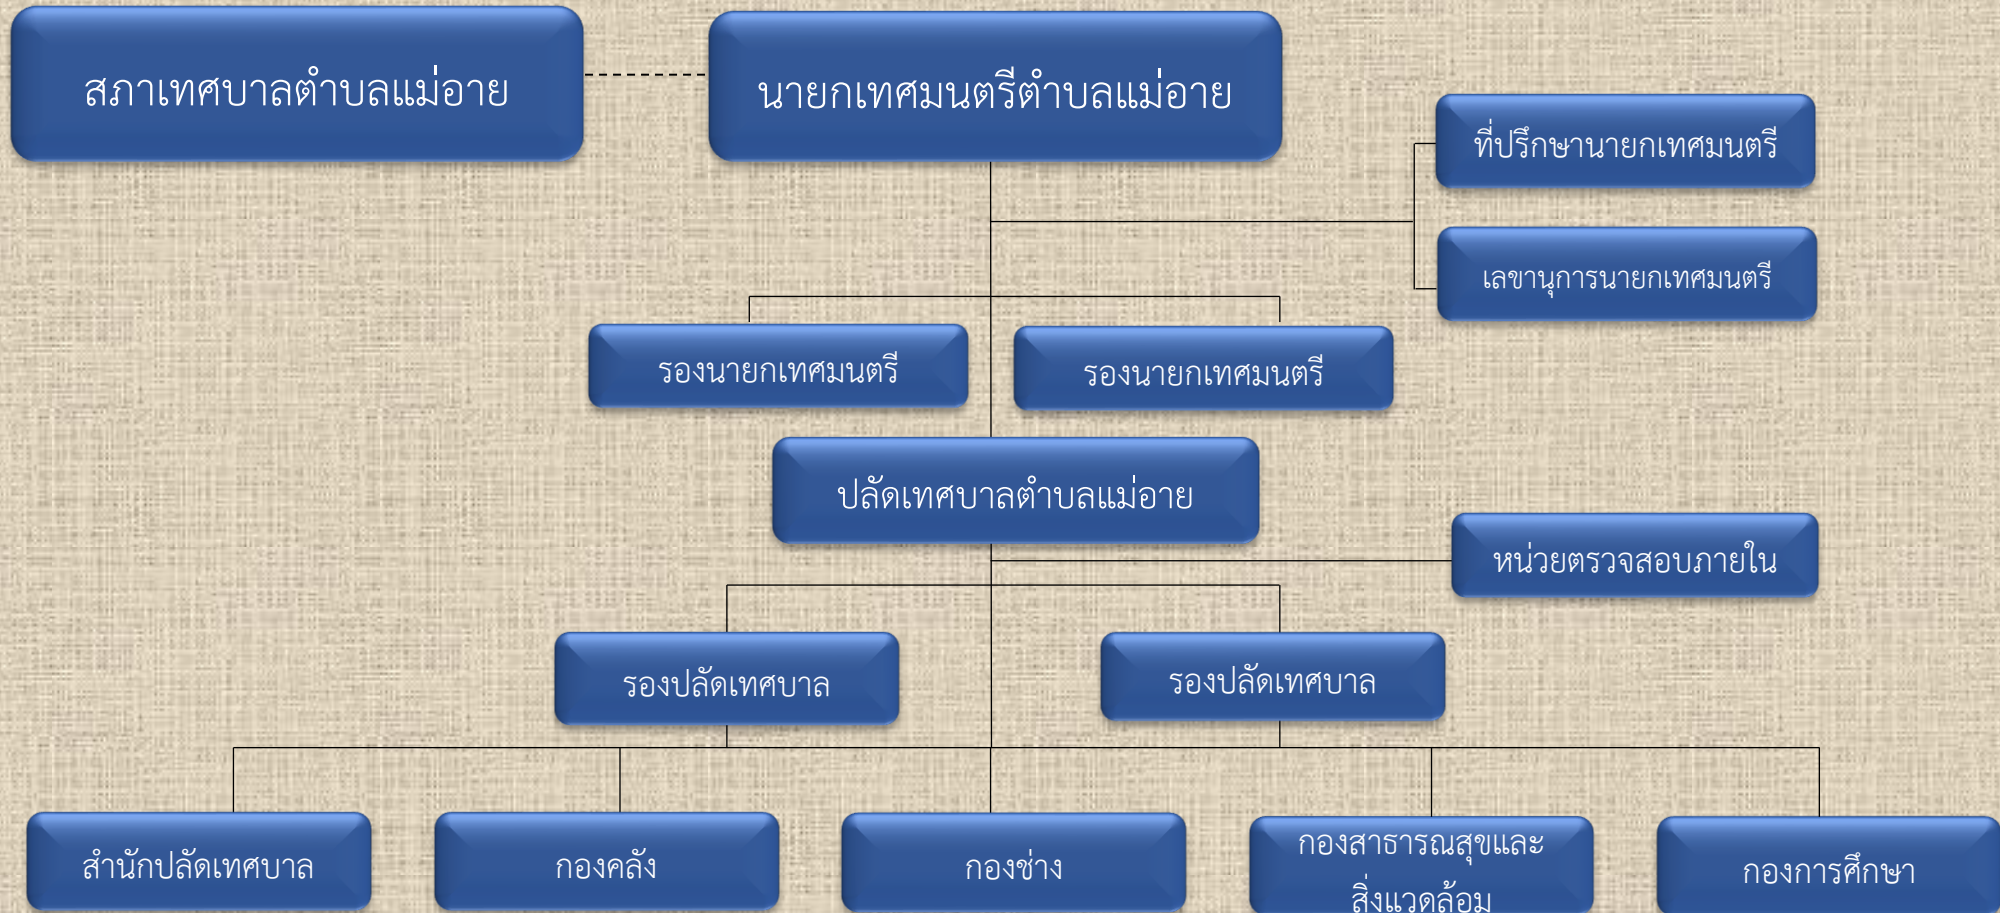 สภาเทศบาลตำบลแม่อาย
นายกเทศมนตรีตำบลแม่อาย
ที่ปรึกษานายกเทศมนตรี
เลขานุการนายกเทศมนตรี
รองนายกเทศมนตรี
รองนายกเทศมนตรี
ปลัดเทศบาลตำบลแม่อาย
หน่วยตรวจสอบภายใน
รองปลัดเทศบาล
รองปลัดเทศบาล
สำนักปลัดเทศบาล
กองคลัง
กองช่าง
กองสาธารณสุขและ
สิ่งแวดล้อม
กองการศึกษา